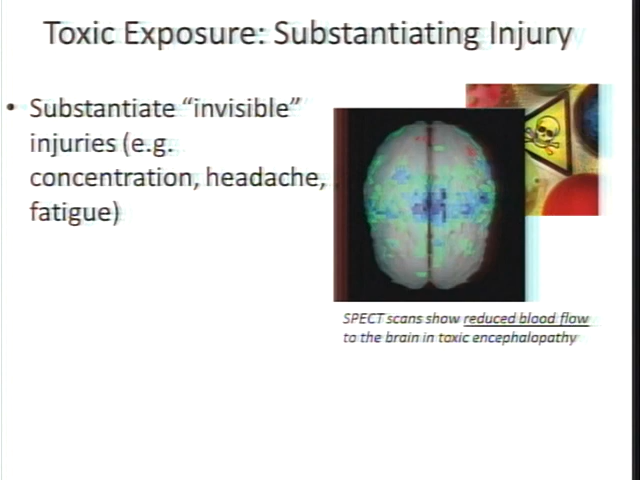 Toxic Exposure: Substantiating Injury
• Substantiate “invisible”
injuries (e.g.
concentration, headache,
fatigue)
SPECT scans show reduced blood flow
to the brain in toxic encephalopathy